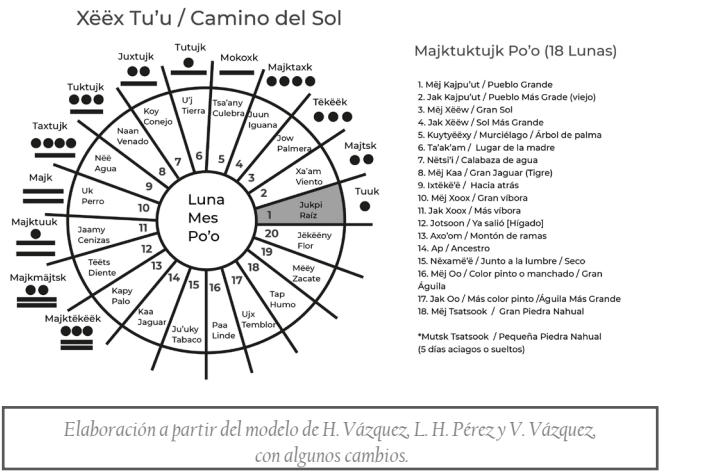 Xëëx Tu’u / Camino del Sol
Tuuk
Majtsk
Tëkëëk
Majktaxk
Mokoxk
Tutujk
Juxtujk
Tuktujk
Taxtujk
Majk
Majktuuk
Majkmäjtsk
Majktëkëëk
Luna
Mes
Po’o
1
Jukpi
Raíz
2
Xa’am
Viento
3
Jow
Palmera
4
Juun
Iguana
5
Tsa’any
Culebra
6
U’j
Tierra
7
Koy
Conejo
8
Naan
Venado
9
Nëë
Agua
10
Uk
Perro
11
Jaamy
Cenizas
12
Tëëts
Diente
13
Kapy
Palo
14
Kaa
Jaguar
15
Ju’uky
Tabaco
16
Paa
Linde
17
Ujx
Temblor
18
Tap
Humo
19
Mëëy
Zacate
20
Jëkëëny
Flor
Majktuktujk Po’o (18 Lunas)
1. Mëj Kajpu’ut / Pueblo Grande
2. Jak Kajpu’ut / Pueblo Más Grade (viejo)
3. Mëj Xëëw / Gran Sol
4. Jak Xëëw / Sol Más Grande
5. Kuytyëëxy / Murciélago / Árbol de palma
6. Ta’ak’am / Lugar de la madre
7. Nëtsi’i / Calabaza de agua
8. Mëj Kaa / Gran Jaguar (Tigre)
9. Ixtëkë’ë / Hacia atrás
10. Mëj Xoox / Gran víbora
11. Jak Xoox / Más víbora
12. Jotsoon / Ya salió [Hígado]
13. Axo’om / Montón de ramas
14. Ap / Ancestro
15. Nëxamë’ë / Junto a la lumbre / Seco
16. Mëj Oo / Color pinto o manchado / Gran
Águila
17. Jak Oo / Más color pinto /Águila Más Grande
18. Mëj Tsatsook / Gran Piedra Nahual
*Mutsk Tsatsook / Pequeña Piedra Nahual
(5 días aciagos o sueltos)
Elaboración a partir del modelo de H. Vázquez, L. H. Pérez y V. Vázquez,
con algunos cambios.